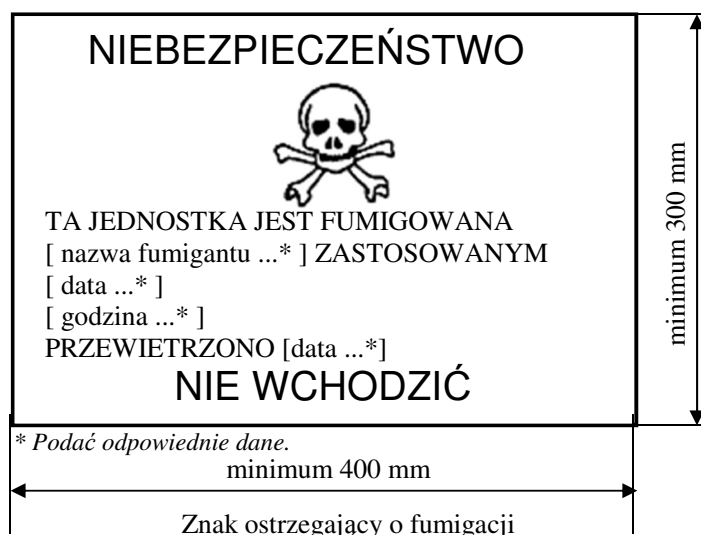 NIEBEZPIECZEŃSTWO
TA JEDNOSTKA JEST FUMIGOWANA
[ nazwa fumigantu ...* ] ZASTOSOWANYM
[ data ...* ]
[ godzina ...* ]
PRZEWIETRZONO [data ...*]
NIE WCHODZIĆ
minimum 300 mm
* Podać odpowiednie dane.
minimum 400 mm
Znak ostrzegający o fumigacji